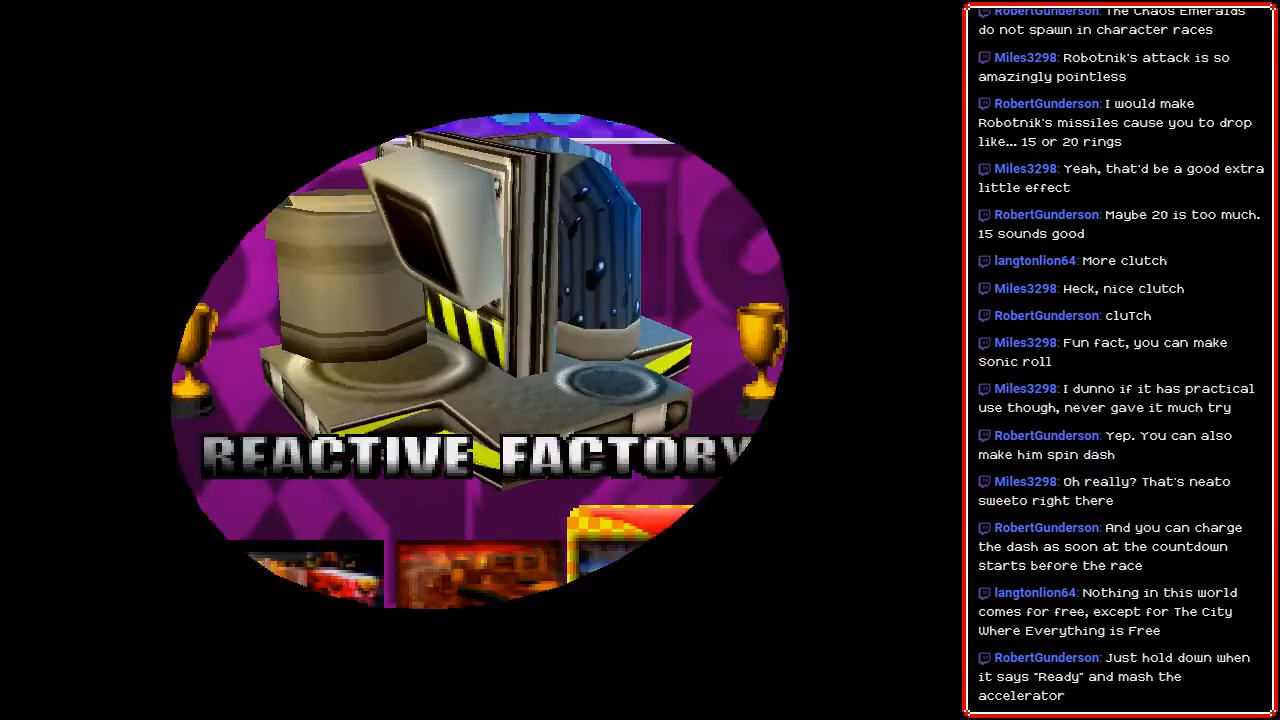 RobertGunderson: The Chaos Emeralds
do not spawn in character races
Miles3298: Robotnik's attack is so
amazingly pointless
RobertGunderson: I would make
Robotnik's missiles cause you to drop
like... 15 or 20 rings
Miles3298: Yeah, that'd be a good extra
little effect
RobertGunderson: Maybe 20 is too much.
15 sounds good
langtonlion64: More clutch
Miles3298: Heck, nice clutch
RobertGunderson: cluTch
Miles3298: Fun fact, you can make
Sonic roll
Miles3298: I dunno if it has practical
use though, never gave it much try
RobertGunderson: Yep. You can also
make him spin dash
Miles3298: Oh really? That's neato
sweeto right there
RobertGunderson: And you can charge
the dash as soon at the countdown
starts before the race
langtonlion64: Nothing in this world
comes for free, except for The City
Where Everything is Free
RobertGunderson: Just hold down when
it says "Ready" and mash the
accelerator
REACTIVE FACTORY